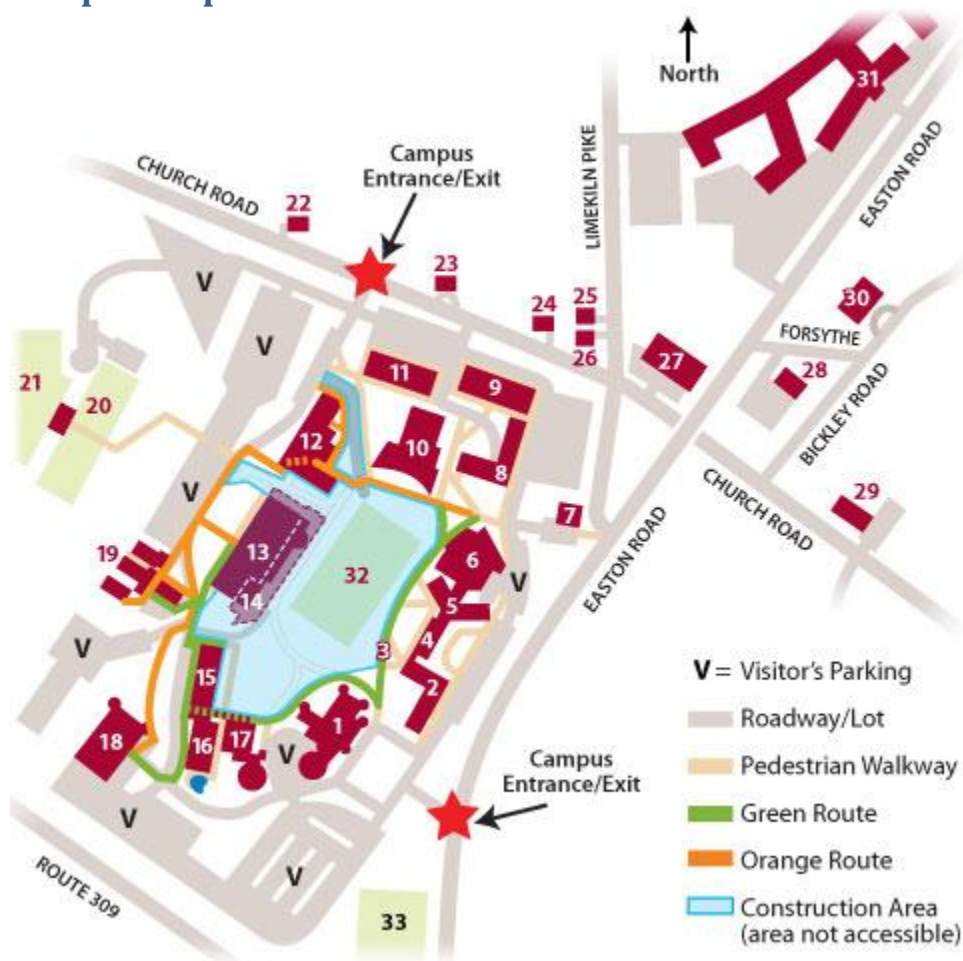 North
31
LIMEKILN PIKE
EASTON ROAD
Campus
Entrance/Exit
CHURCH ROAD
22
23
V
24
25
30
26
27
FORSYTHE
V
28
21
20
11
9
BICKLEY ROAD
12
10
8
CHURCH ROAD
29
V
7
19
13
6
EASTON ROAD
32
V
14
5
4
3
V
15
2
V = Visitor's Parking
Roadway/Lot
1
18
16
17
V
Pedestrian Walkway
Campus
Entrance/Exit
Green Route
V
Orange Route
ROUTE 309
V
33
Construction Area
(area not accessible)